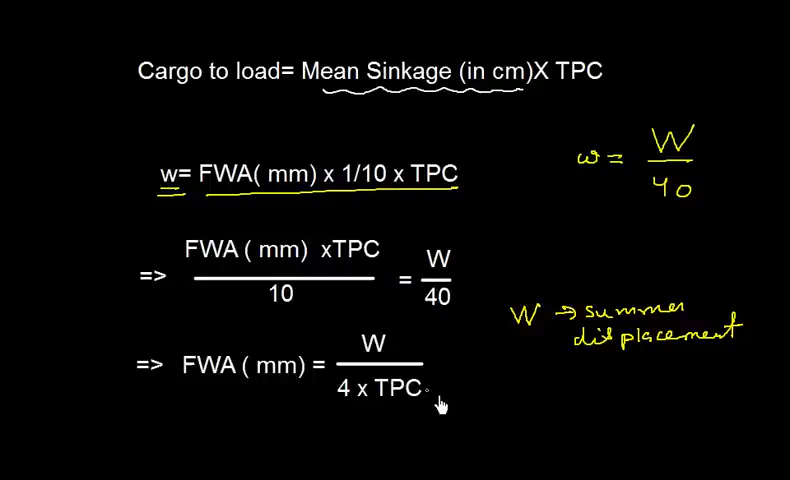 Cargo to load= Mean Sinkage (in cm)X TPC
w = W
40
w= FWA( mm) x 1/10 x TPC
=> FWA ( mm) xTPC
10
= W
40
W → summer
displacement
=> FWA ( mm) = W
4 x TPC